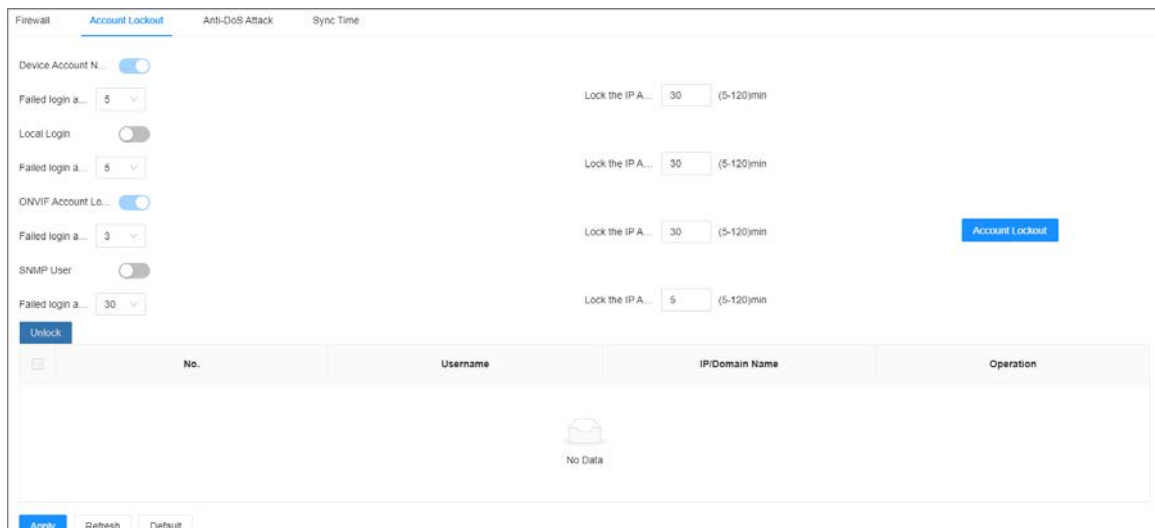 Firewall Account Lockout Anti-DoS Attack Sync Time
Device Account N...
Failed login a... 5 Lock the IP A... 30 (5-120)min
Local Login
Failed login a... 5 Lock the IP A... 30 (5-120)min
ONVIF Account Lo...
Failed login a... 3 Lock the IP A... 30 (5-120)min Account Lockout
SNMP User
Failed login a... 30 Lock the IP A... 5 (5-120)min
Unlock
No. Username IP/Domain Name Operation
No Data
Apply Refresh Default